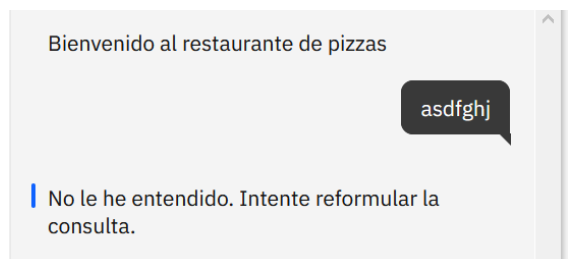 Bienvenido al restaurante de pizzas
asdfghj
No le he entendido. Intente reformular la
consulta.